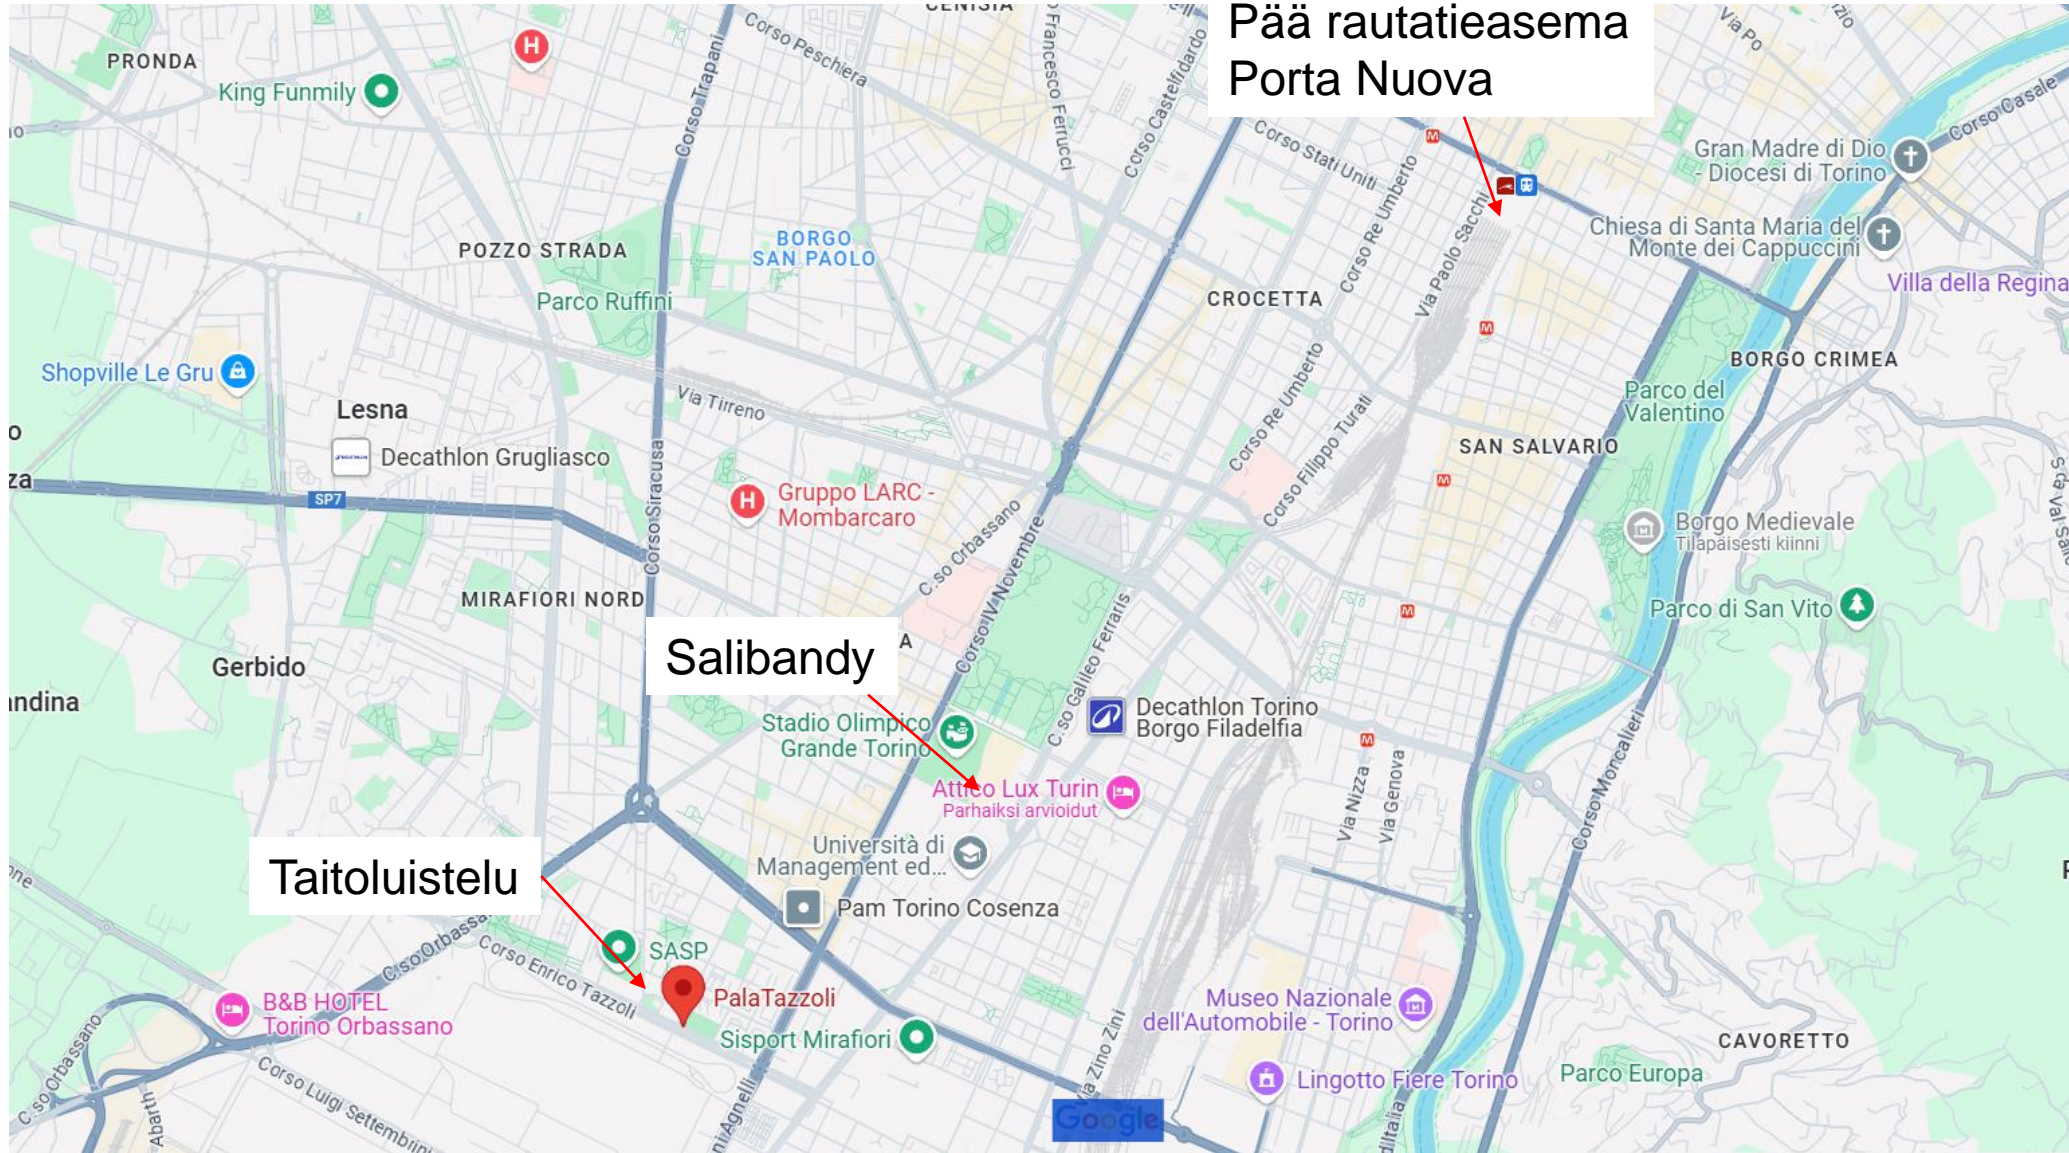 CENISIA
Pää rautatieasema
Porta Nuova
PRONDA
King Funmily
H
Corso Peschiera
Corso Trapani
Francesco Ferrucci
Corso Castelfidardo
Via Po
Corso Casale
Gran Madre di Dio
- Diocesi di Torino
Corso Stati Uniti
Corso Re Umberto
Via Paolo Sacchi
M
Chiesa di Santa Maria del
Monte dei Cappuccini
Villa della Regina
POZZO STRADA
BORGO
SAN PAOLO
Parco Ruffini
CROCETTA
M
BORGO CRIMEA
Shopville Le Gru
Lesna
Via Tirreno
Corso Re Umberto
Corso Filippo Turati
Parco del
Valentino
Decathlon Grugliasco
SAN SALVARIO
SP7
Corso Siracusa
H
Gruppo LARC -
Mombarcaro
C.so Orbassano
Corso IV Novembre
M
Borgo Medievale
Tilapäisesti kiinni
MIRAFIORI NORD
C.so Galileo Ferraris
M
Parco di San Vito
Gerbido
Salibandy
A
andina
Stadio Olimpico
Grande Torino
Decathlon Torino
Borgo Filadelfia
M
Via Nizza
Via Genova
Corso Moncalieri
Attico Lux Turin
Parhaiksi arvioidut
Università di
Management ed...
Taitoluistelu
Pam Torino Cosenza
C.so Orbassa
Corso Enrico Tazzoli
SASP
PalaTazzoli
B&B HOTEL
Torino Orbassano
Sisport Mirafiori
Museo Nazionale
dell'Automobile - Torino
CAVORETTO
C.so Orbassano
Abarth
Corso Luigi Settembrini
ni Agnelli
Via Zino Zini
Lingotto Fiere Torino
Parco Europa
Google